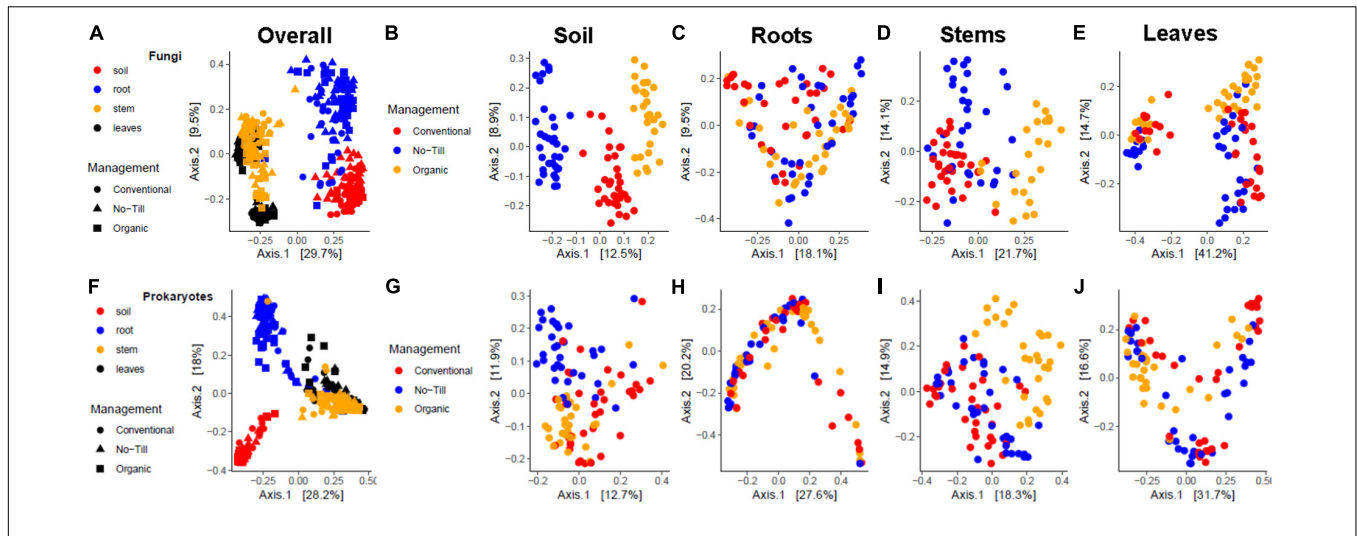 A
Overall
B
Soil
C
Roots
D
Stems
E
Leaves
Fungi
soil
root
stem
leaves
Management
Conventional
No-Till
Organic
0.4
0.2
0.0
-0.2
Axis.2 [9.5%]
-0.25
0.00
0.25
Axis.1 [29.7%]
Management
Conventional
No-Till
Organic
0.3
0.2
0.1
0.0
-0.1
-0.2
Axis.2 [8.9%]
-0.2
-0.1
0.0
0.1
0.2
Axis.1 [12.5%]
0.2
0.0
-0.2
-0.4
Axis.2 [9.5%]
-0.4
-0.2
0.0
0.2
0.4
Axis.1 [18.1%]
0.2
0.0
-0.2
Axis.2 [14.1%]
-0.2
0.0
0.2
Axis.1 [21.7%]
0.2
0.0
-0.2
Axis.2 [14.7%]
-0.4
-0.2
0.0
0.2
Axis.1 [41.2%]
F
Prokaryotes
soil
root
stem
leaves
Management
Conventional
No-Till
Organic
0.4
0.2
0.0
-0.2
-0.4
Axis.2 [18%]
-0.25
0.00
0.25
Axis.1 [28.2%]
G
Management
Conventional
No-Till
Organic
0.3
0.2
0.1
0.0
-0.1
-0.2
Axis.2 [11.9%]
-0.2
0.0
0.2
0.4
Axis.1 [12.7%]
H
0.2
0.0
-0.2
-0.4
Axis.2 [20.2%]
-0.25
0.00
0.25
0.50
Axis.1 [27.6%]
I
0.4
0.2
0.0
-0.2
Axis.2 [14.9%]
-0.4
-0.2
0.0
0.2
0.4
Axis.1 [18.3%]
J
0.2
0.0
-0.2
Axis.2 [16.6%]
-0.25
0.00
0.25
Axis.1 [31.7%]